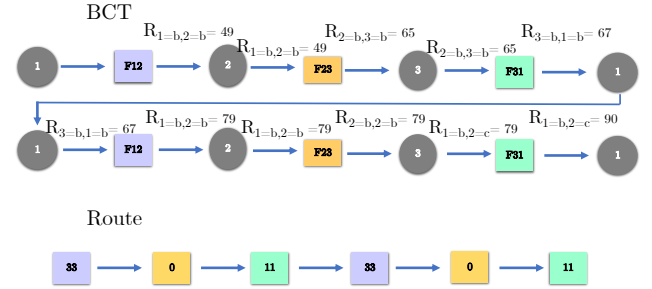 BCT
R1=b,2=b= 49
R1=b,2=b= 49
R2=b,3=b= 65
R2=b,3=b= 65
R3=b,1=b= 67
1 F12 2 F23 3 F31 1
R3=b,1=b= 67
R1=b,2=b= 79
R1=b,2=b =79
R2=b,2=b= 79
R1=b,2=c= 79
R1=b,2=c= 90
1 F12 2 F23 3 F31 1
Route
33 0 11 33 0 11